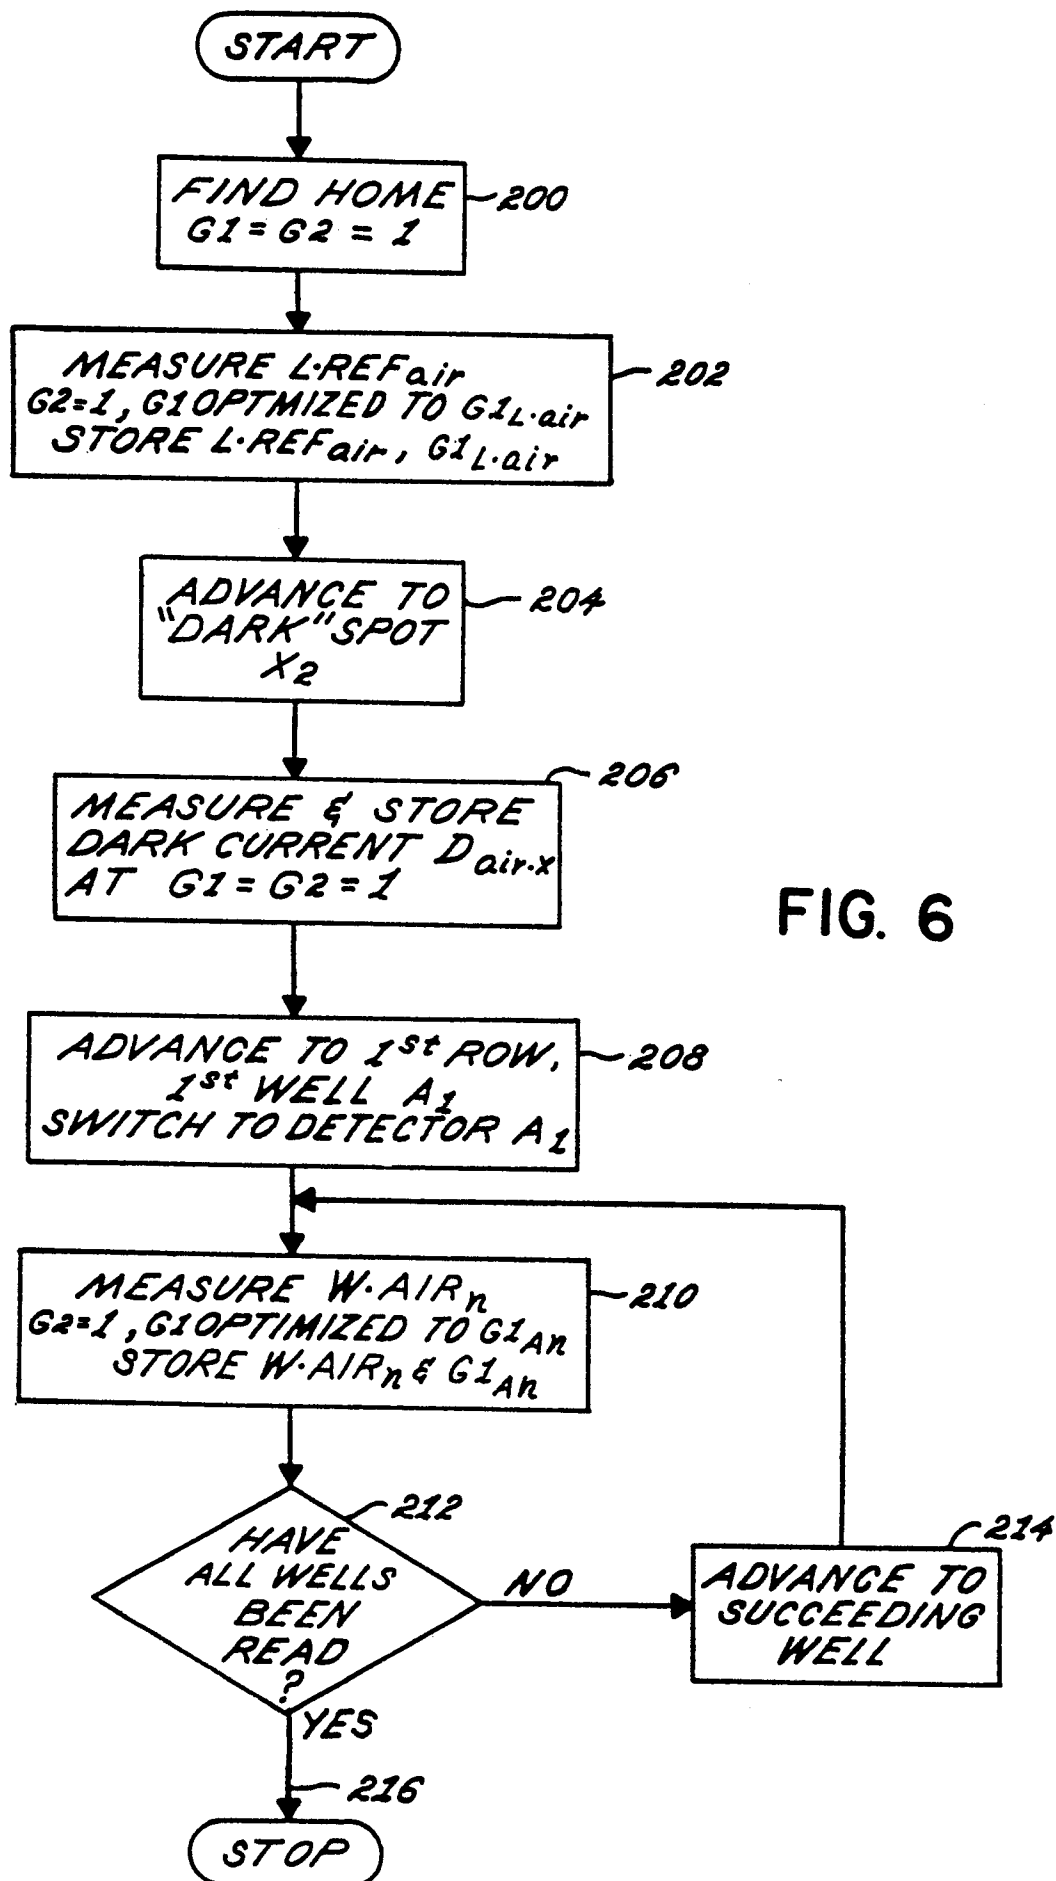 START
FIND HOME
G1 = G2 = 1
200
MEASURE L·REFair
G2=1, G1 OPTMIZED TO G1L·air
STORE L·REFair, G1L·air
202
ADVANCE TO
"DARK" SPOT
X2
204
206
MEASURE & STORE
DARK CURRENT Dair·x
AT G1 = G2 = 1
FIG. 6
ADVANCE TO 1st ROW,
1st WELL A1
SWITCH TO DETECTOR A1
208
MEASURE W·AIRn
G2=1, G1 OPTIMIZED TO G1An
STORE W·AIRn & G1An
210
212
HAVE
ALL WELLS
BEEN
READ
?
NO
214
ADVANCE TO
SUCCEEDING
WELL
YES
216
STOP